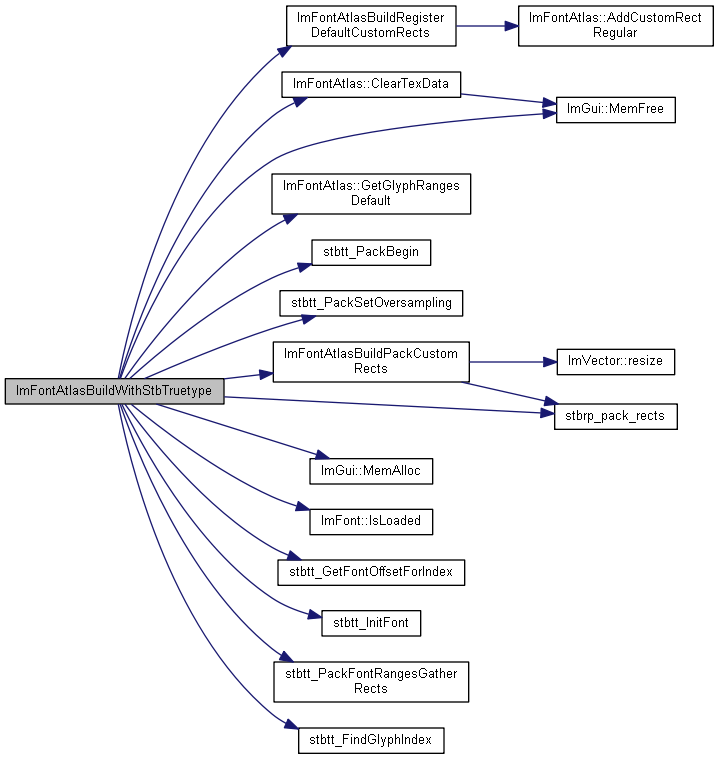 ImFontAtlasBuildRegister
DefaultCustomRects
ImFontAtlas::AddCustomRect
Regular
ImFontAtlas::ClearTexData
ImGui::MemFree
ImFontAtlas::GetGlyphRanges
Default
stbtt_PackBegin
stbtt_PackSetOversampling
ImFontAtlasBuildPackCustom
Rects
ImVector::resize
ImFontAtlasBuildWithStbTruetype
stbrp_pack_rects
ImGui::MemAlloc
ImFont::IsLoaded
stbtt_GetFontOffsetForIndex
stbtt_InitFont
stbtt_PackFontRangesGather
Rects
stbtt_FindGlyphIndex